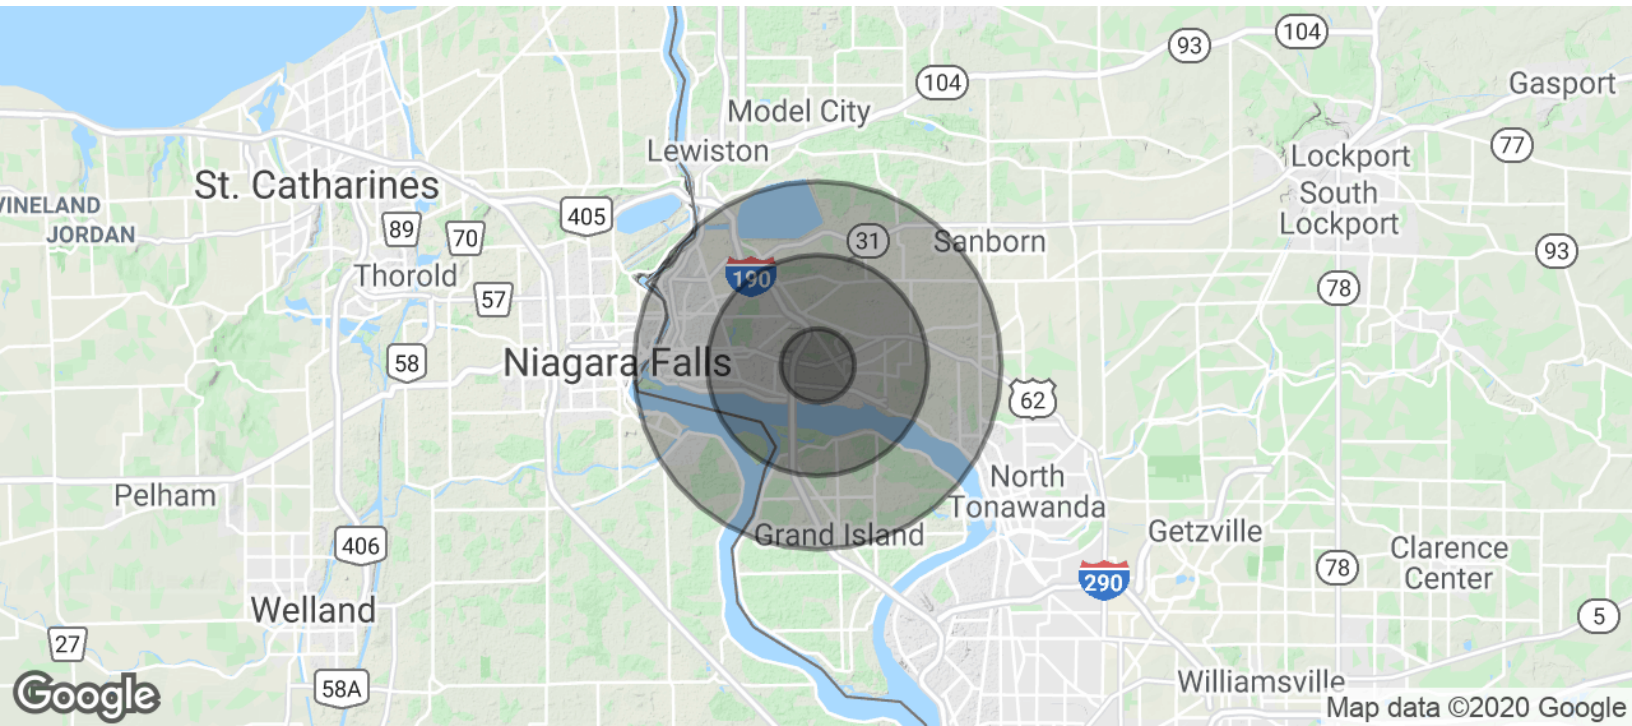 104
93
Gasport
104
Model City
77
Lewiston
Lockport
St. Catharines
South
Lockport
VINELAND
JORDAN
405
89
70
31
Sanborn
93
Thorold
190
57
78
58
Niagara Falls
62
Pelham
North
Tonawanda
Grand Island
Getzville
406
Clarence
Center
78
290
Welland
5
27
58A
Williamsville
Google
Map data ©2020 Google